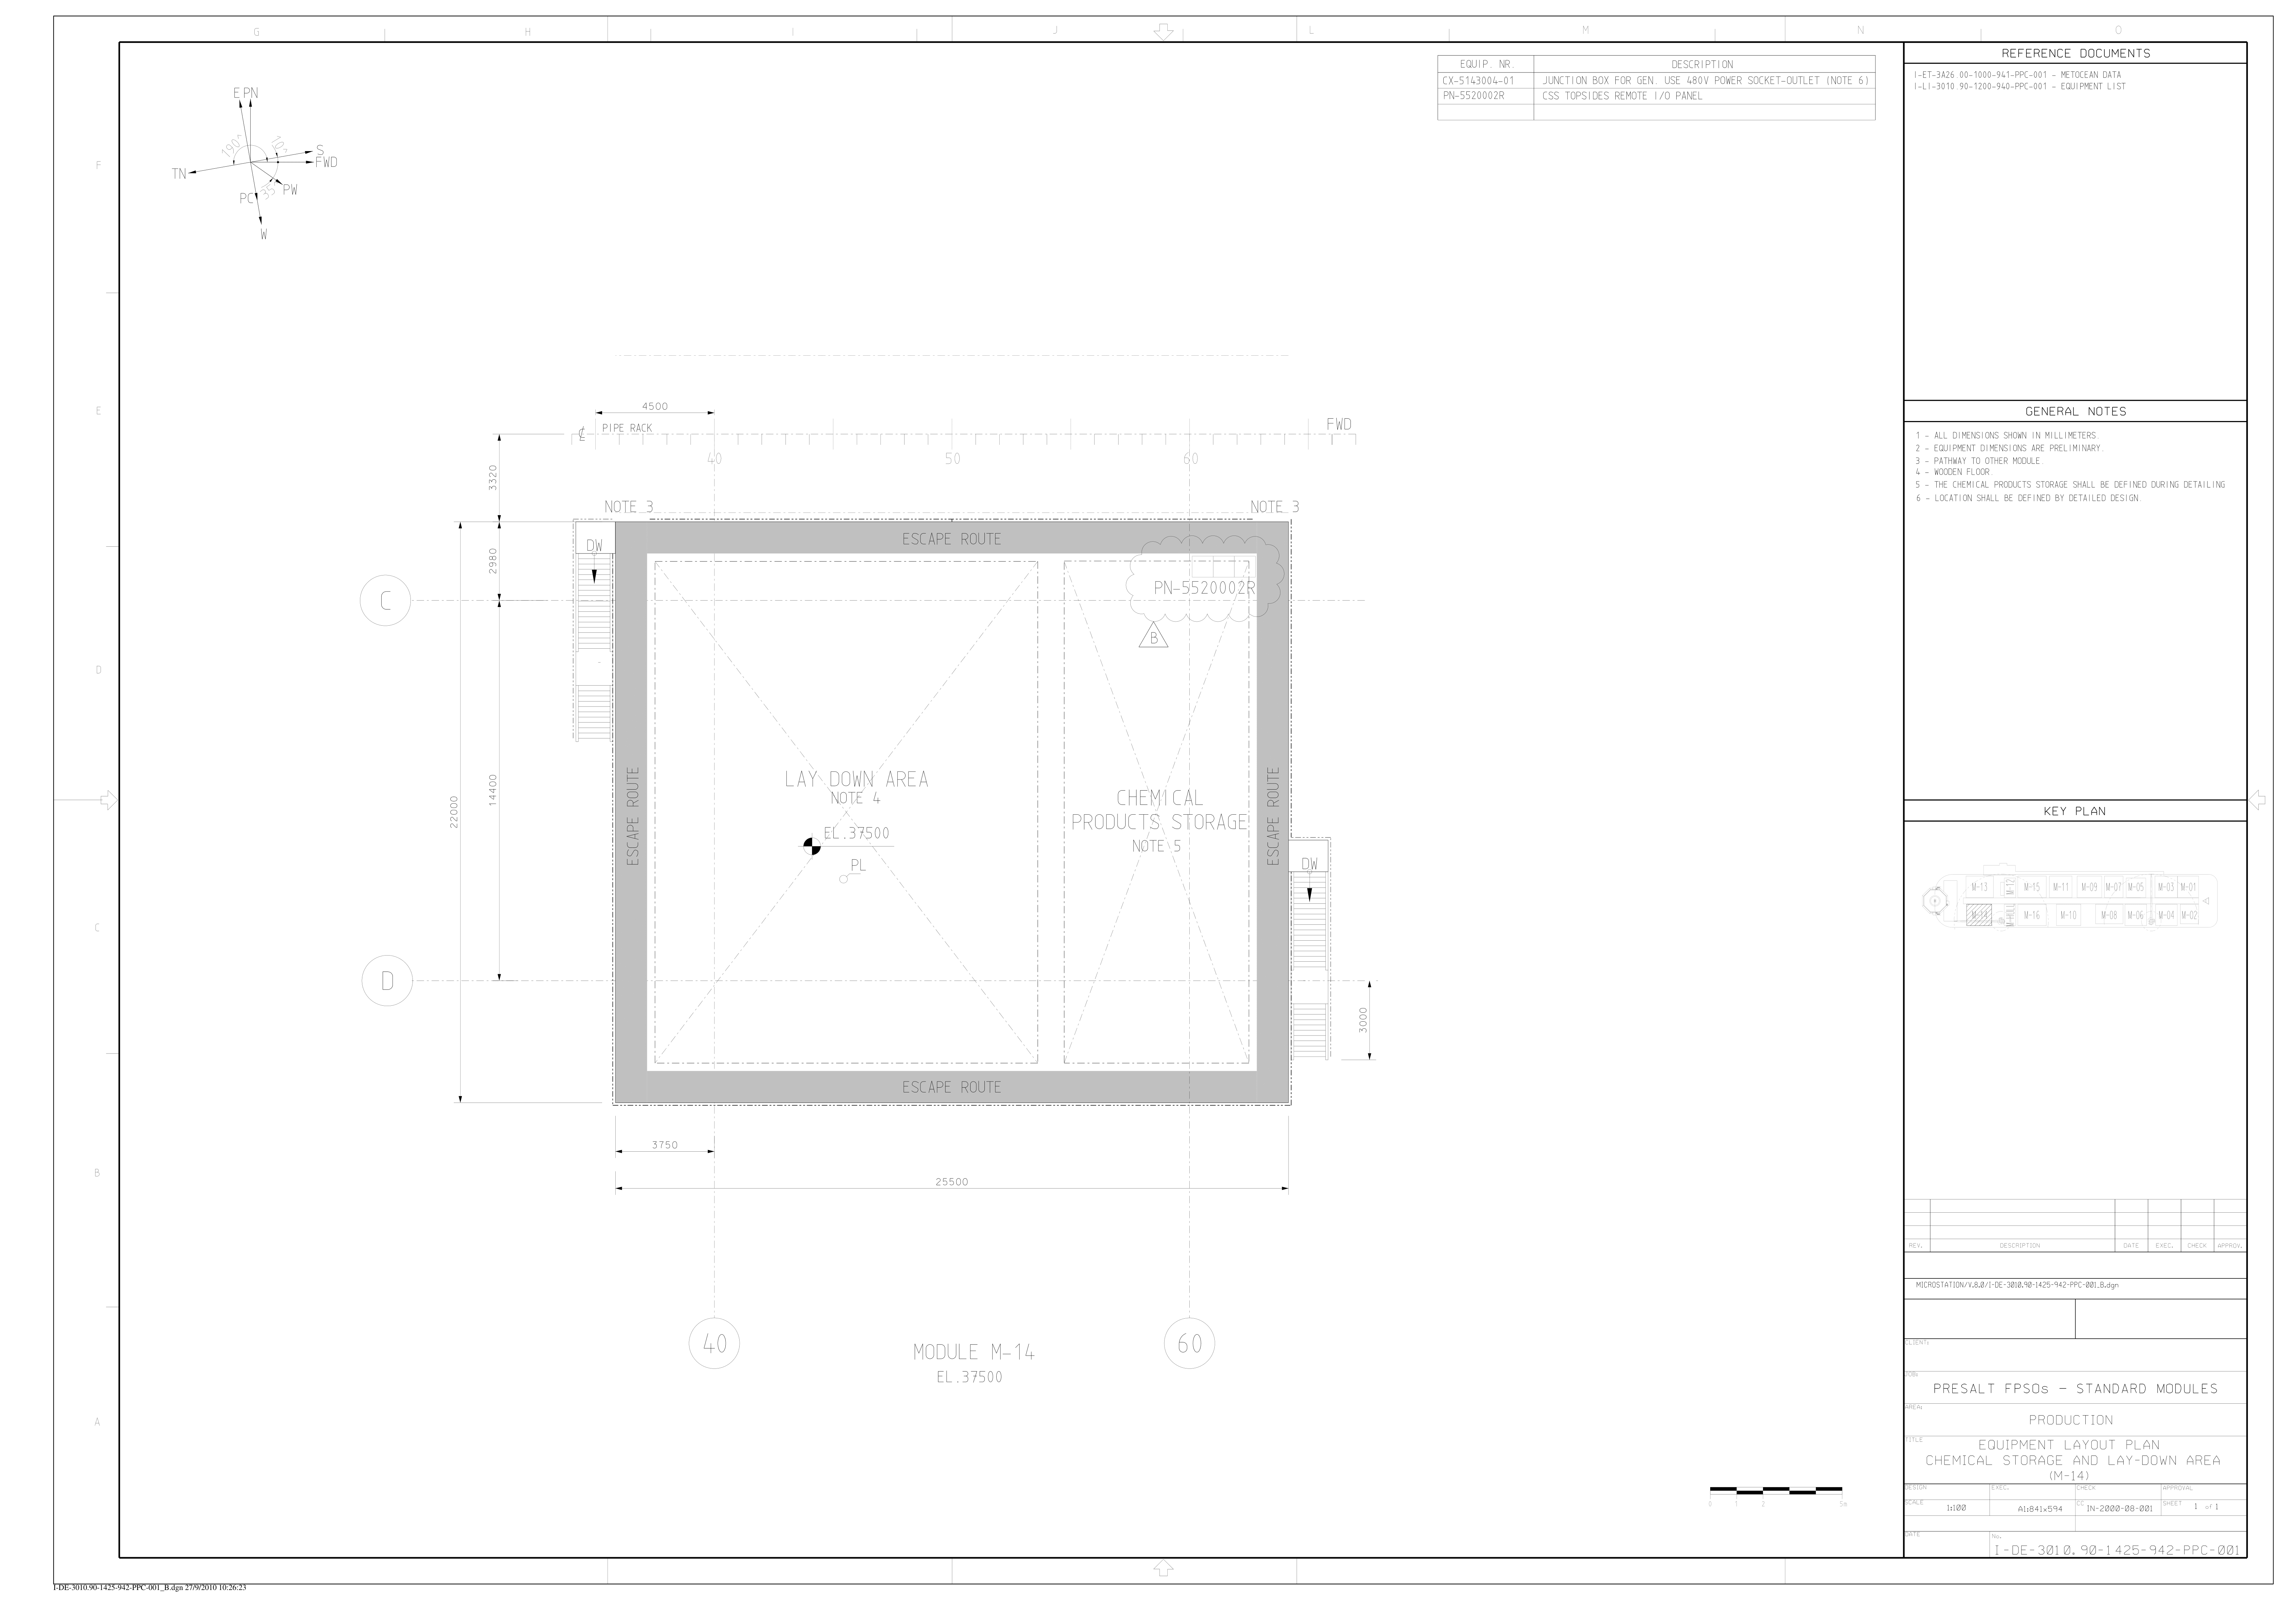 G H I J L M N O
EQUIP. NR. DESCRIPTION
CX-5143004-01 JUNCTION BOX FOR GEN. USE 480V POWER SOCKET-OUTLET (NOTE 6)
PN-5520002R CSS TOPSIDES REMOTE I/O PANEL
REFERENCE DOCUMENTS
I-ET-3A26.00-1000-941-PPC-001 - METOCEAN DATA
I-LI-3010.90-1200-940-PPC-001 - EQUIPMENT LIST
E PN
190°
10°
S
FWD
TN
PW
35°
PC
W
F
E
D
C
B
A
4500
℄ PIPE RACK
FWD
40 50 60
3320
NOTE 3
NOTE 3
ESCAPE ROUTE
DW
2980
PN-5520002R
C
B
14400
22000
ESCAPE ROUTE
LAY DOWN AREA
NOTE 4
EL.37500
PL
CHEMICAL
PRODUCTS STORAGE
NOTE 5
ESCAPE ROUTE
DW
D
3000
ESCAPE ROUTE
3750
25500
40
60
MODULE M-14
EL.37500
0 1 2 5m
GENERAL NOTES
1 - ALL DIMENSIONS SHOWN IN MILLIMETERS.
2 - EQUIPMENT DIMENSIONS ARE PRELIMINARY.
3 - PATHWAY TO OTHER MODULE.
4 - WOODEN FLOOR.
5 - THE CHEMICAL PRODUCTS STORAGE SHALL BE DEFINED DURING DETAILING
6 - LOCATION SHALL BE DEFINED BY DETAILED DESIGN.
KEY PLAN
M-13 M-12 M-15 M-11 M-09 M-07 M-05 M-03 M-01
M-14 M-16 M-10 M-08 M-06 M-04 M-02
REV. DESCRIPTION DATE EXEC. CHECK APPROV.
MICROSTATION/V.8.0/I-DE-3010.90-1425-942-PPC-001_B.dgn
CLIENT:
JOB:
PRESALT FPSOs - STANDARD MODULES
AREA:
PRODUCTION
TITLE
EQUIPMENT LAYOUT PLAN
CHEMICAL STORAGE AND LAY-DOWN AREA
(M-14)
DESIGN EXEC. CHECK APPROVAL
SCALE 1:100 A1:841x594 CC IN-2000-08-001 SHEET 1 of 1
DATE No.
I-DE-3010.90-1425-942-PPC-001
I-DE-3010.90-1425-942-PPC-001_B.dgn 27/9/2010 10:26:23